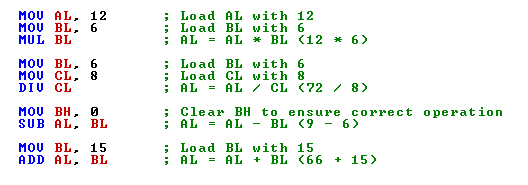 MOV AL, 12 ; Load AL with 12
MOV BL, 6 ; Load BL with 6
MUL BL ; AL = AL * BL (12 * 6)
MOV BL, 6 ; Load BL with 6
MOV CL, 8 ; Load CL with 8
DIV CL ; AL = AL / CL (72 / 8)
MOV BH, 0 ; Clear BH to ensure correct operation
SUB AL, BL ; AL = AL - BL (9 - 6)
MOV BL, 15 ; Load BL with 15
ADD AL, BL ; AL = AL + BL (66 + 15)